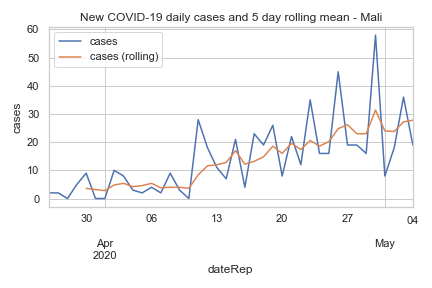 New COVID-19 daily cases and 5 day rolling mean - Mali
60
50
40
30
20
10
0
cases
cases
cases (rolling)
30
06
13
20
27
04
Apr
2020
May
dateRep